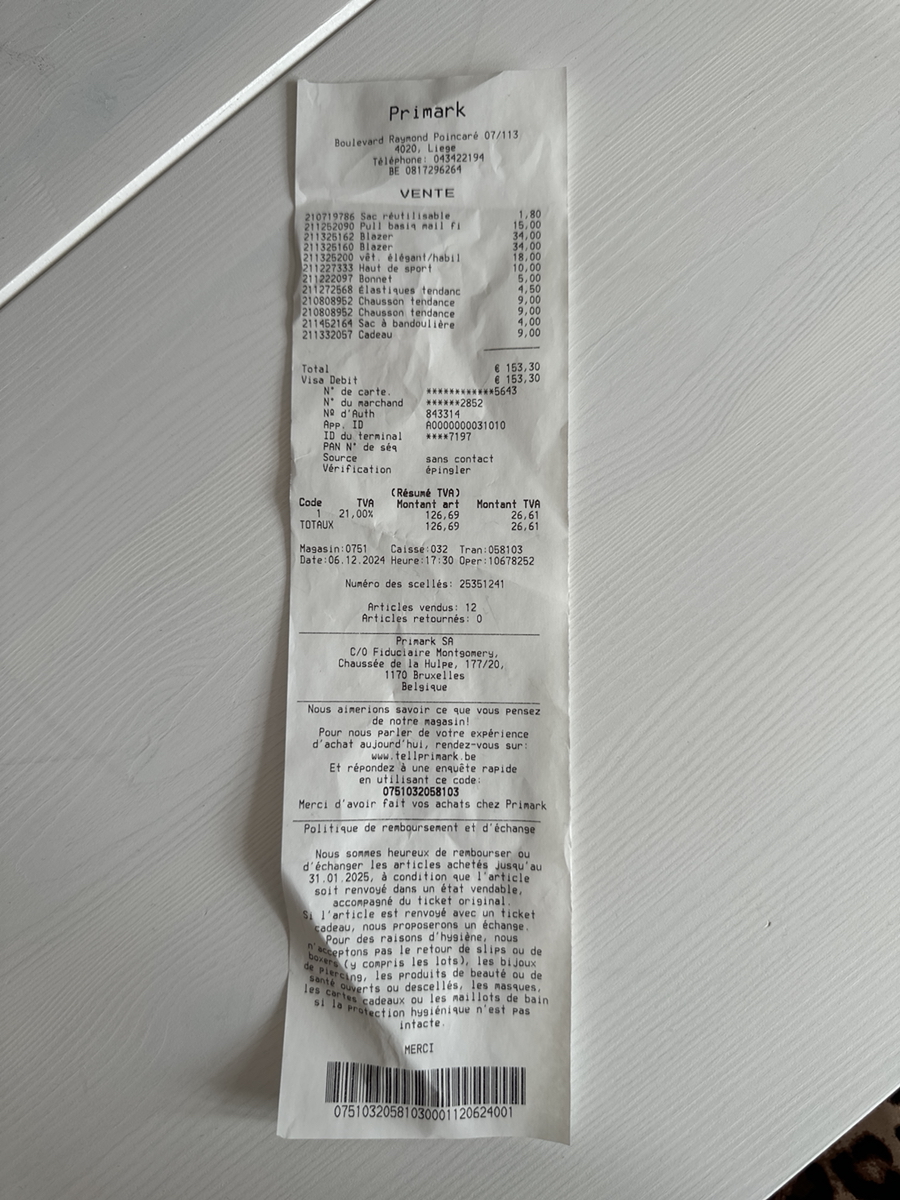 Primark
Boulevard Raymond Poincaré 07/113
4020, Liege
Téléphone: 043422194
BE 0817296264
VENTE
210719786 Sac réutilisable 1,80
211252090 Pull basiq mail fi 15,00
211325162 Blazer 34,00
211325160 Blazer 34,00
211325200 vêt. élégant/habil 18,00
211227333 Haut de sport 10,00
211222097 Bonnet 5,00
211272568 élastiques tendanc 4,50
210808952 Chausson tendance 9,00
210808952 Chausson tendance 9,00
211452164 Sac à bandoulière 4,00
211332057 Cadeau 9,00
Total € 153,30
Visa Debit € 153,30
N° de carte. ************5643
N° du marchand ******2852
Nº d'Auth 843314
App. ID A0000000031010
ID du terminal ****7197
PAN N° de séq
Source sans contact
Vérification épingler
(Résumé TVA)
Code TVA Montant art Montant TVA
1 21,00% 126,69 26,61
TOTAUX 126,69 26,61
Magasin:0751 Caisse:032 Tran:058103
Date:06.12.2024 Heure:17:30 Oper:10678252
Numéro des scellés: 25351241
Articles vendus: 12
Articles retournés: 0
Primark SA
C/O Fiduciaire Montgomery,
Chaussée de la Hulpe, 177/20,
1170 Bruxelles
Belgique
Nous aimerions savoir ce que vous pensez
de notre magasin!
Pour nous parler de votre expérience
d'achat aujourd'hui, rendez-vous sur:
www.tellprimark.be
Et répondez à une enquête rapide
en utilisant ce code:
0751032058103
Merci d'avoir fait vos achats chez Primark
Politique de remboursement et d'échange
Nous sommes heureux de rembourser ou
d'échanger les articles achetés jusqu'au
31.01.2025, à condition que l'article
soit renvoyé dans un état vendable,
accompagné du ticket original.
Si l'article est renvoyé avec un ticket
cadeau, nous proposerons un échange.
Pour des raisons d'hygiène, nous
n'acceptons pas le retour de slips ou de
boxers (y compris les lots), les bijoux
de piercing, les produits de beauté ou de
santé ouverts ou descellés, les masques,
les cartes cadeaux ou les maillots de bain
si la protection hygiénique n'est pas
intacte.
MERCI
07510320581030001120624001